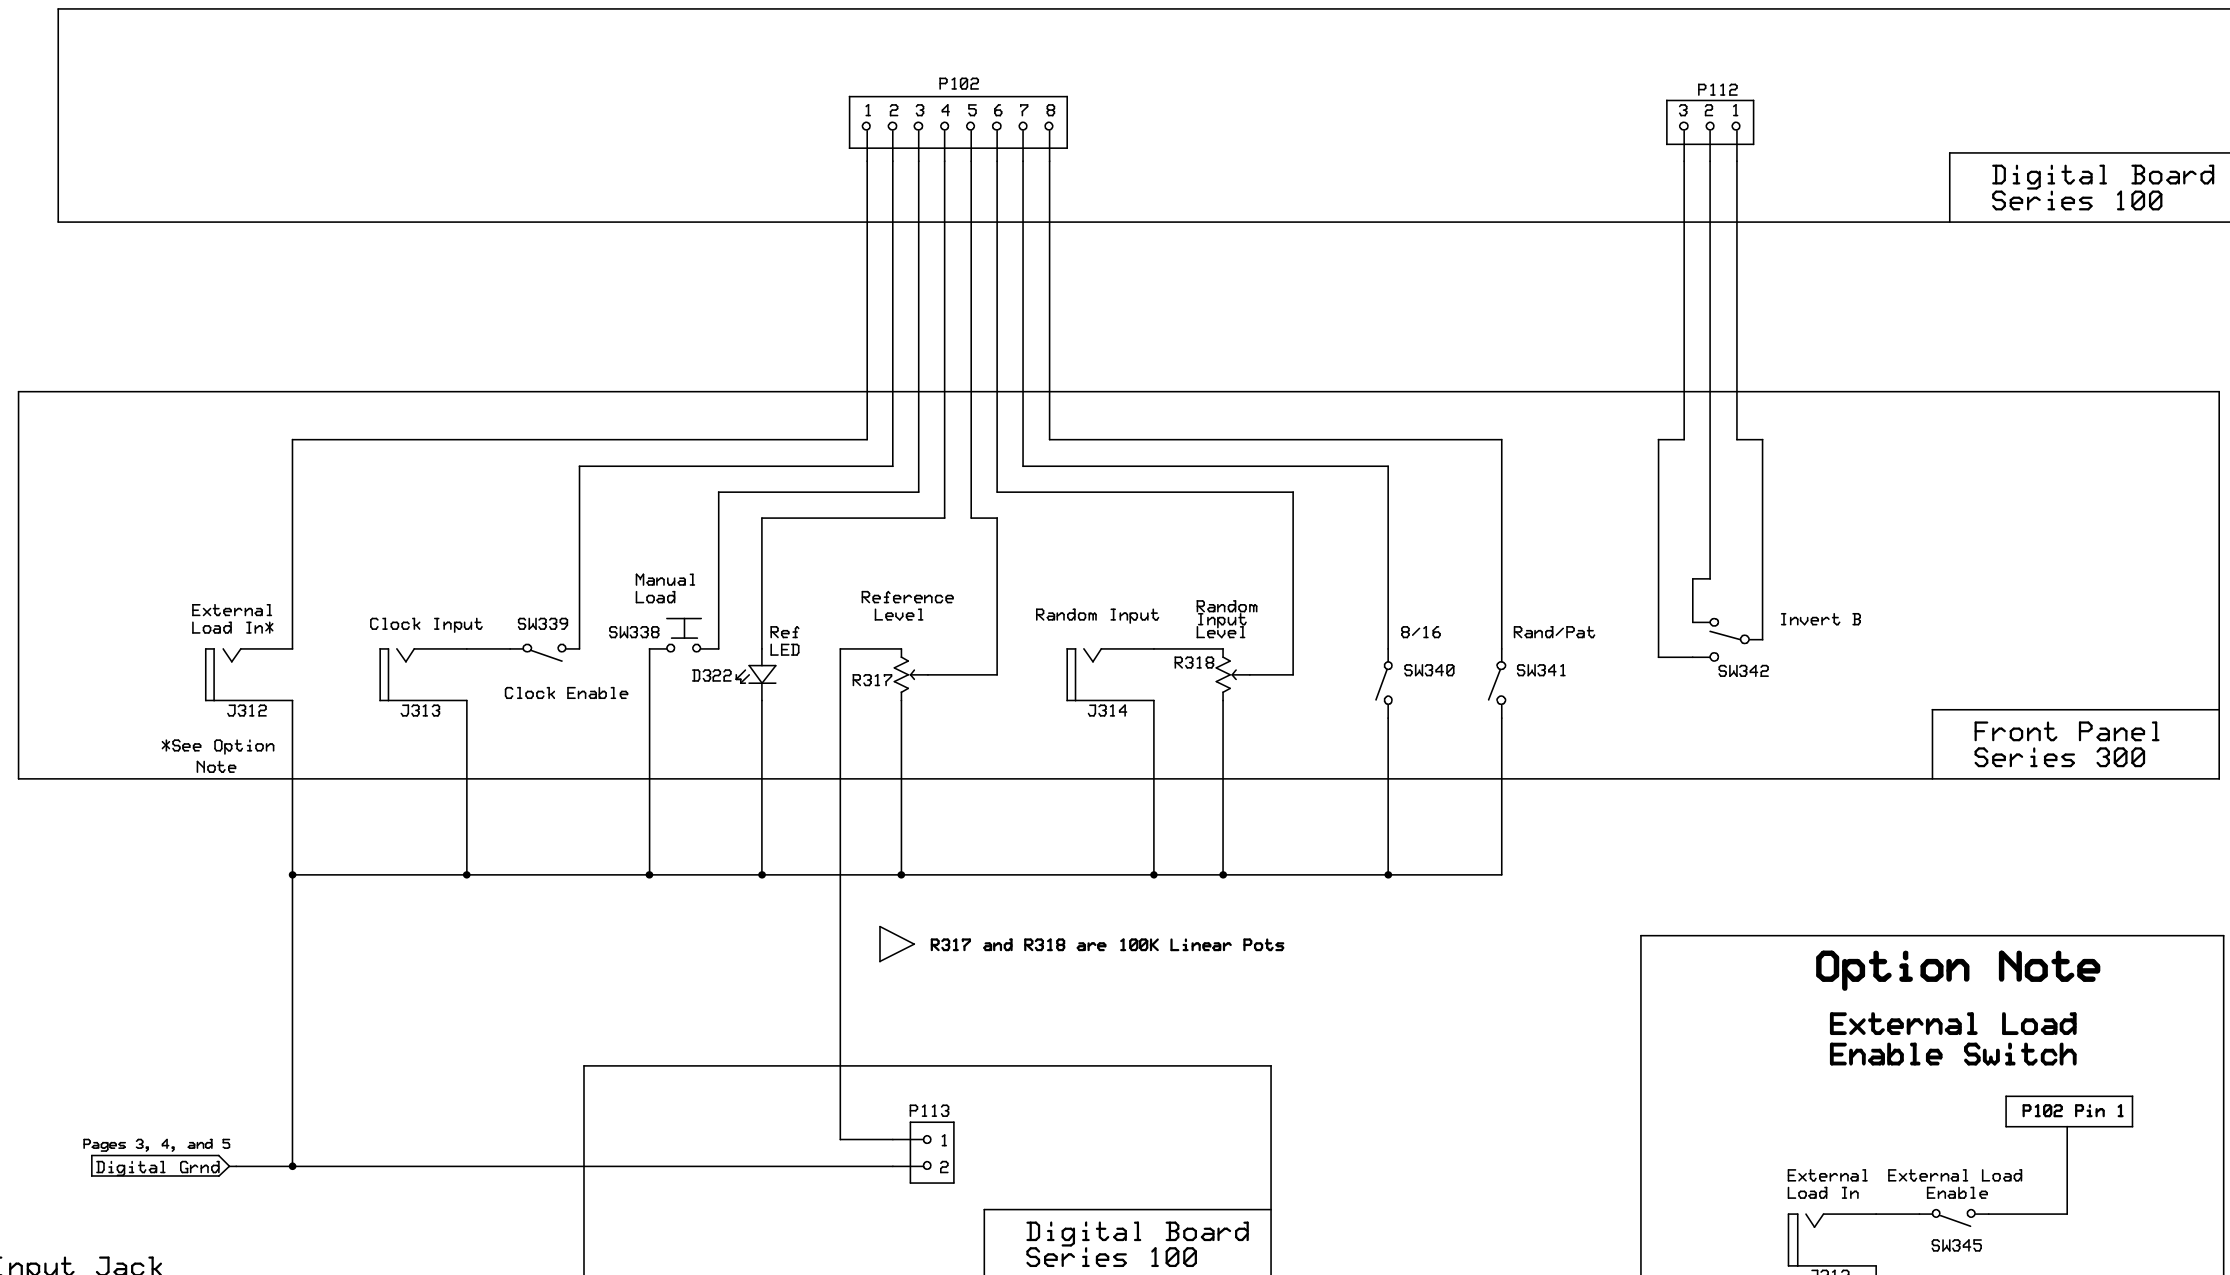 P102
1 2 3 4 5 6 7 8
P112
3 2 1
Digital Board
Series 100
External
Load In*
J312
*See Option
Note
Clock Input
J313
SW339
Clock Enable
Manual
Load
SW338
Ref
LED
D322
Reference
Level
R317
Random Input
J314
Random
Input
Level
R318
8/16
SW340
Rand/Pat
SW341
Invert B
SW342
Front Panel
Series 300
R317 and R318 are 100K Linear Pots
Pages 3, 4, and 5
Digital Grnd
P113
1
2
Digital Board
Series 100
Input Jack
Option Note
External Load
Enable Switch
P102 Pin 1
External
Load In
External Load
Enable
SW345